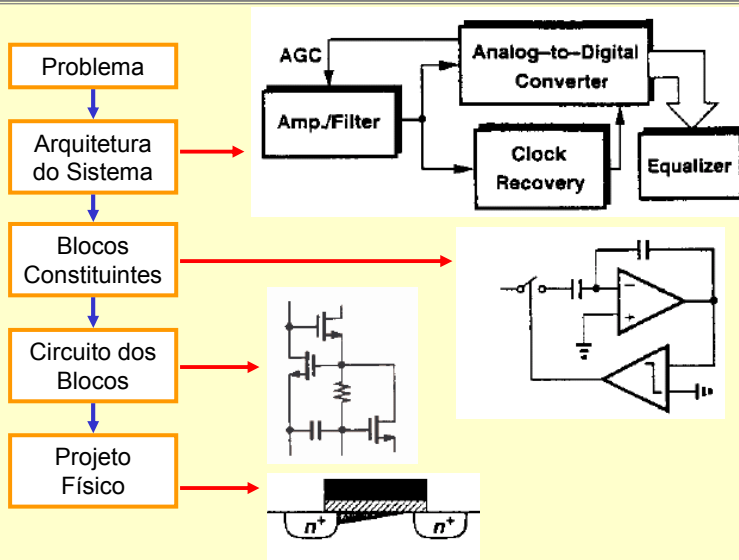 Problema
Arquitetura
do Sistema
Blocos
Constituintes
Circuito dos
Blocos
Projeto
Físico
AGC
Amp./Filter
Analog–to–Digital
Converter
Clock
Recovery
Equalizer
−
+
n+
n+